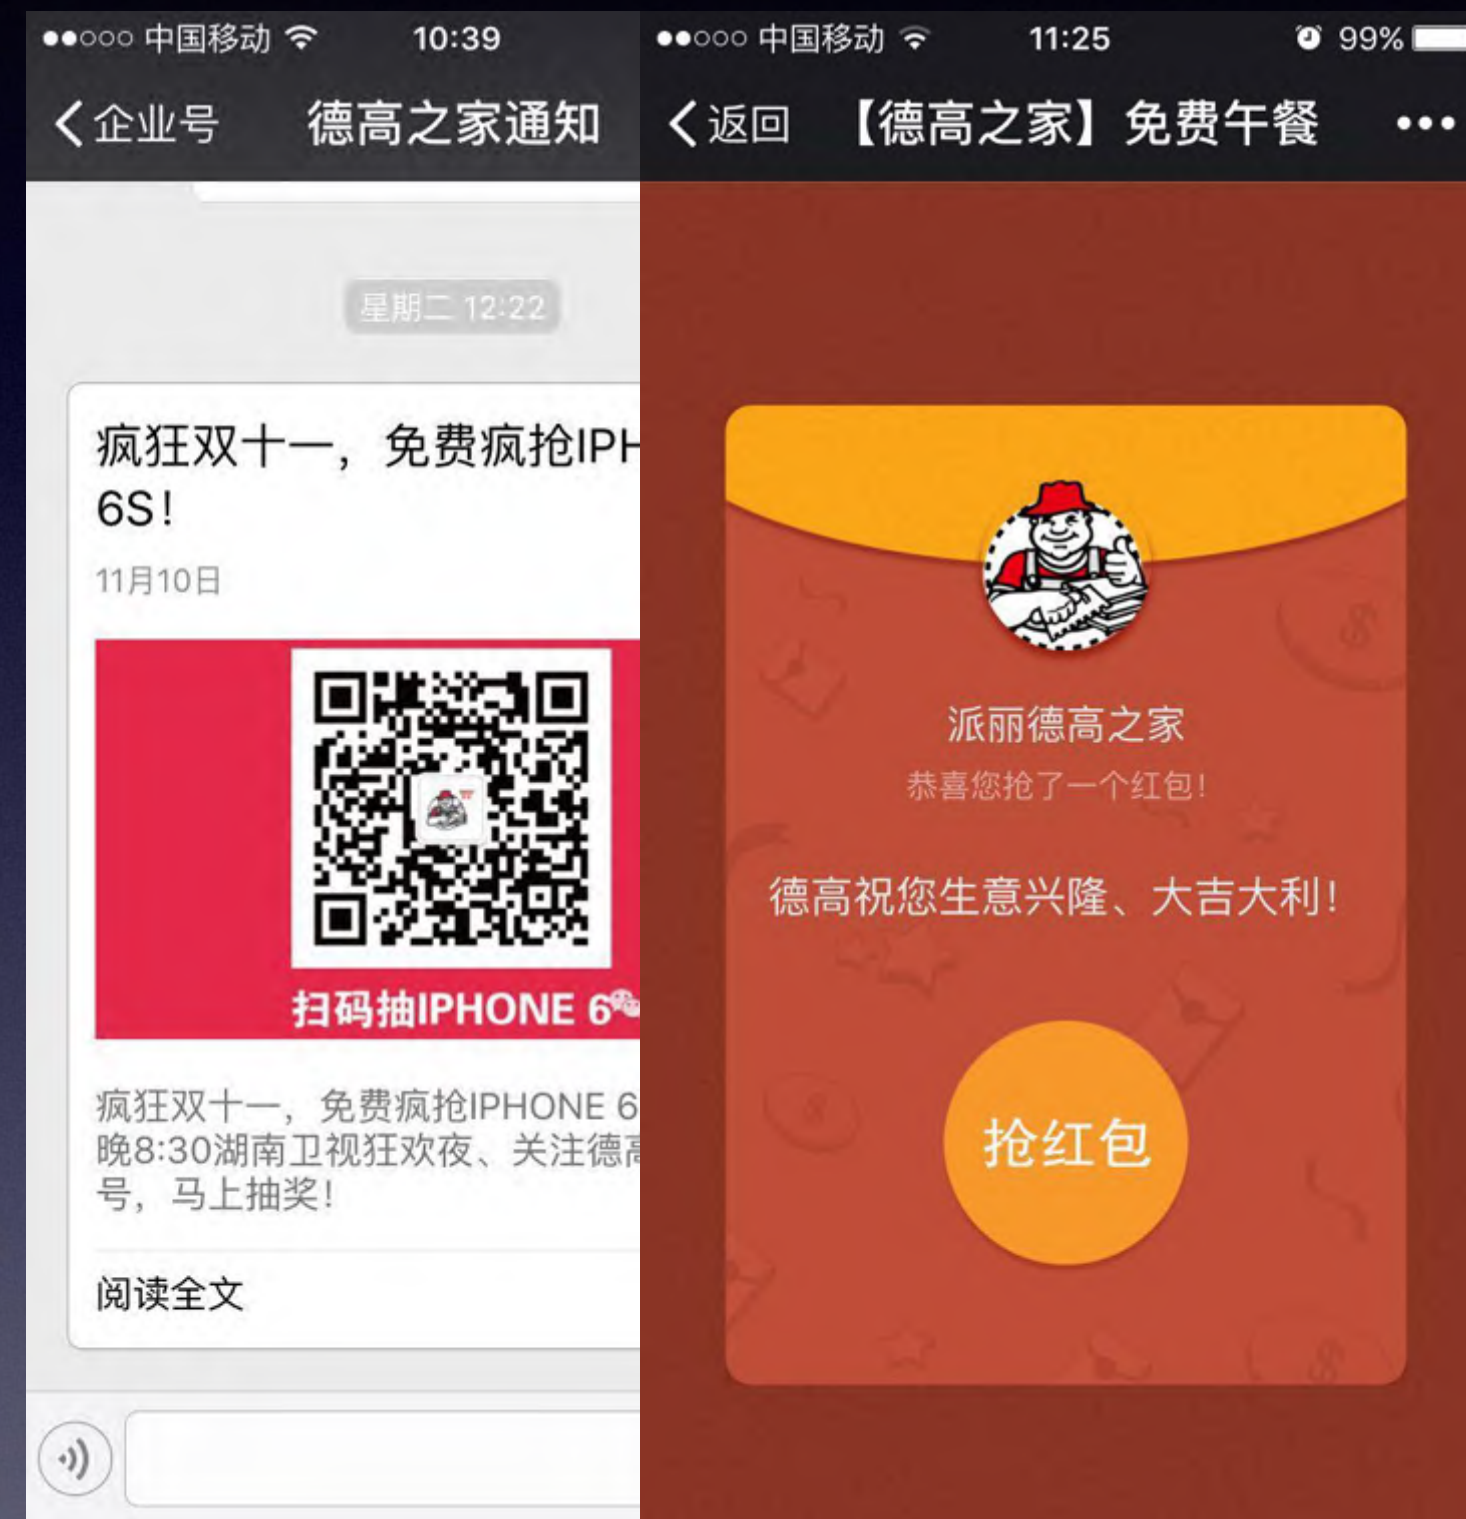 中国移动 10:39
企业号 德高之家通知
星期二 12:22
疯狂双十一，免费疯抢IPH
6S！
11月10日
扫码抽IPHONE 6
疯狂双十一，免费疯抢IPHONE 6
晚8:30湖南卫视狂欢夜、关注德高
号，马上抽奖！
阅读全文
中国移动 11:25 99%
返回 【德高之家】免费午餐
派丽德高之家
恭喜您抢了一个红包！
德高祝您生意兴隆、大吉大利！
抢红包